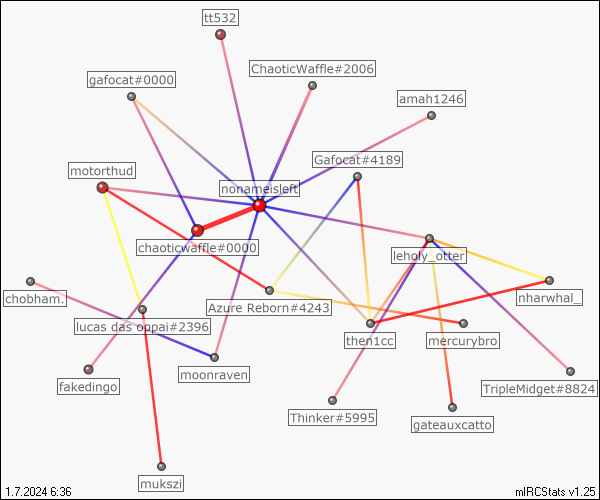 tt532
ChaoticWaffle#2006
gafocat#0000
amah1246
Gafocat#4189
motorthud
nonameisleft
chaoticwaffle#0000
leholy_otter
chobham.
nharwhal_
Azure Reborn#4243
lucas das oppai#2396
then1cc
mercurybro
moonraven
fakedingo
TripleMidget#8824
Thinker#5995
gateauxcatto
mukszi
1.7.2024 6:36
mIRCStats v1.25